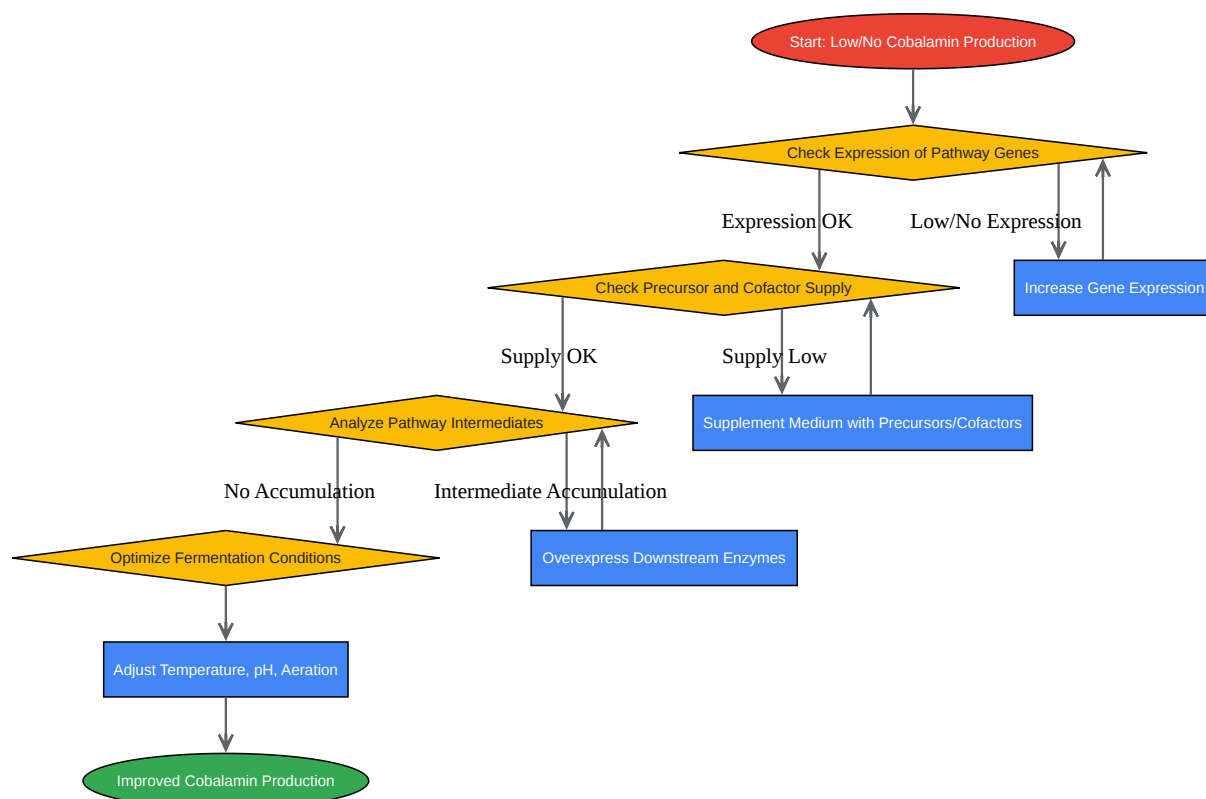 Start: Low/No Cobalamin Production
Check Expression of Pathway Genes
Expression OK
Low/No Expression
Check Precursor and Cofactor Supply
Increase Gene Expression
Supply OK
Supply Low
Analyze Pathway Intermediates
Supplement Medium with Precursors/Cofactors
No Accumulation
Intermediate Accumulation
Optimize Fermentation Conditions
Overexpress Downstream Enzymes
Adjust Temperature, pH, Aeration
Improved Cobalamin Production